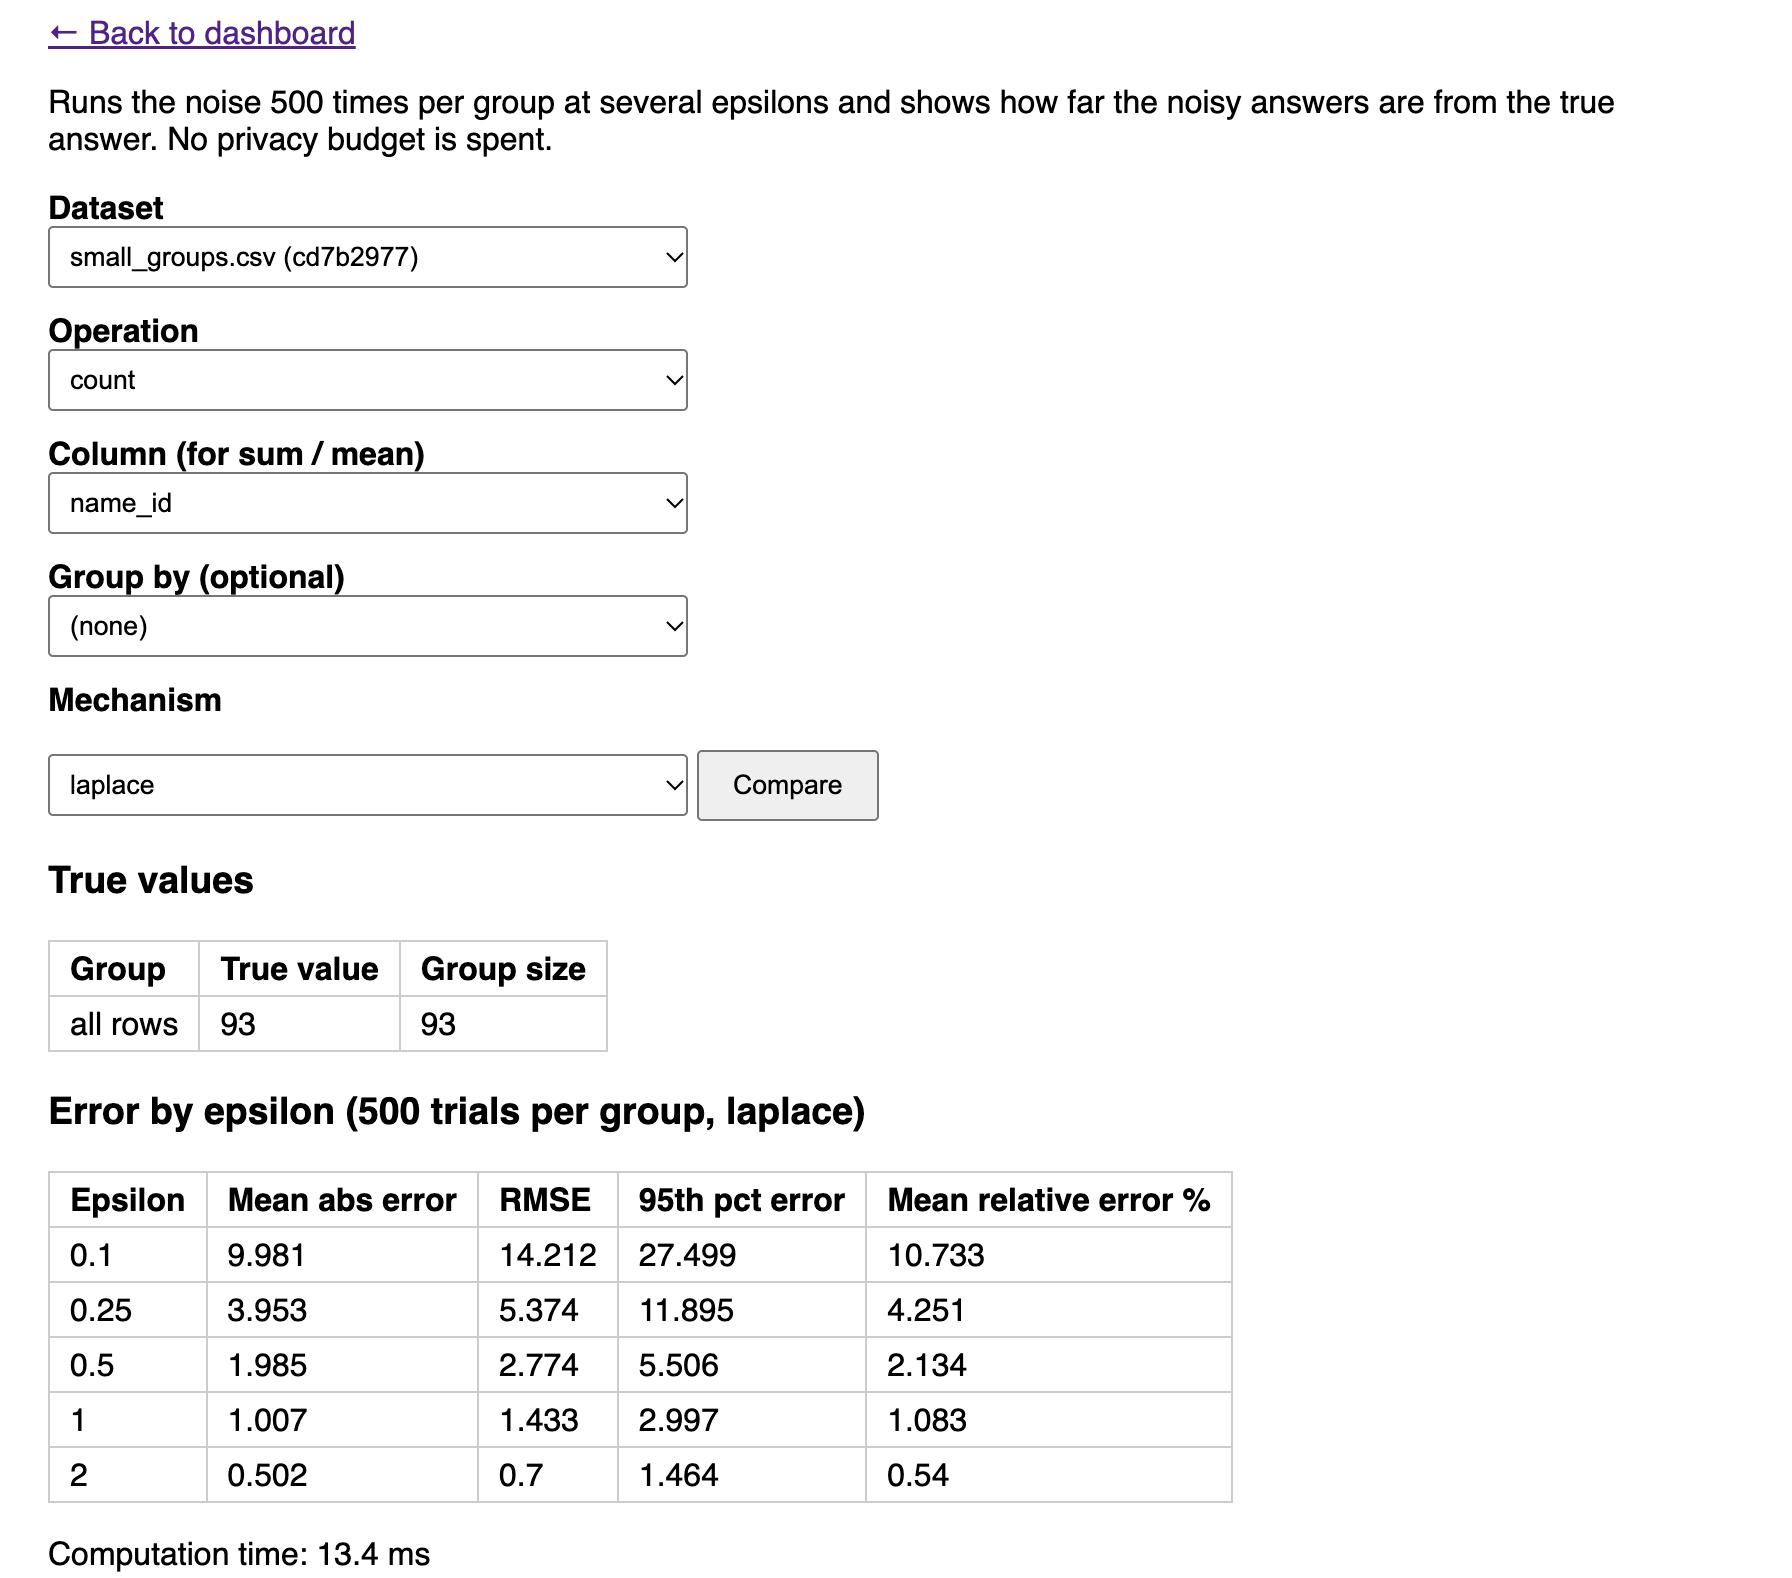 ← Back to dashboard
Runs the noise 500 times per group at several epsilons and shows how far the noisy answers are from the true
answer. No privacy budget is spent.
Dataset
small_groups.csv (cd7b2977)
Operation
count
Column (for sum / mean)
name_id
Group by (optional)
(none)
Mechanism
laplace Compare
True values
Group True value Group size
all rows 93 93
Error by epsilon (500 trials per group, laplace)
Epsilon Mean abs error RMSE 95th pct error Mean relative error %
0.1 9.981 14.212 27.499 10.733
0.25 3.953 5.374 11.895 4.251
0.5 1.985 2.774 5.506 2.134
1 1.007 1.433 2.997 1.083
2 0.502 0.7 1.464 0.54
Computation time: 13.4 ms